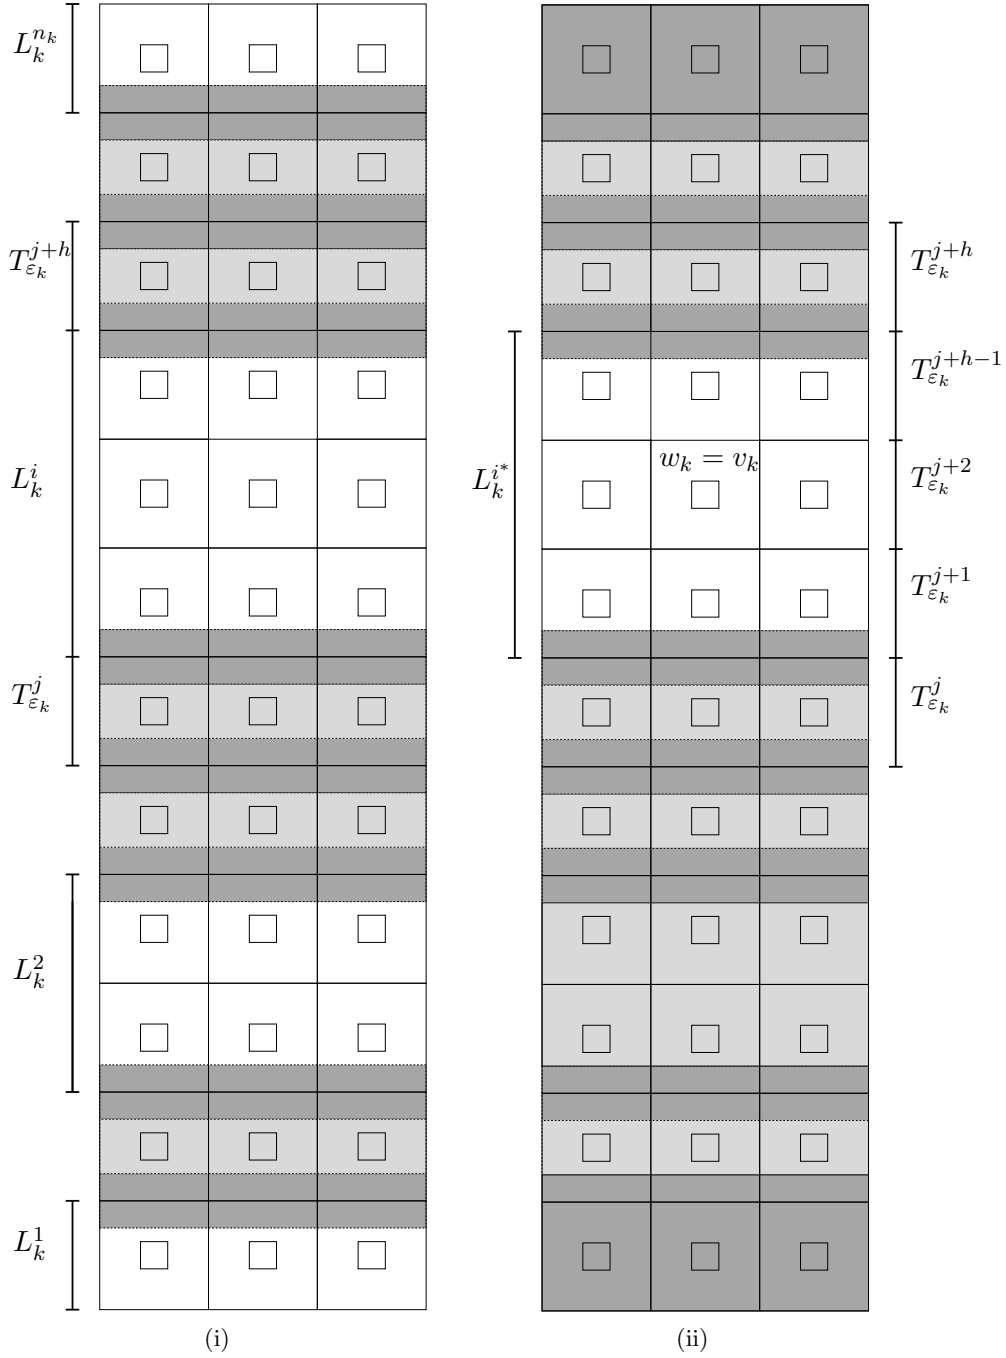 L_k^{n_k}
T_{ε_k}^{j+h}
L_k^i
T_{ε_k}^j
L_k^2
L_k^1
(i)
T_{ε_k}^{j+h}
T_{ε_k}^{j+h−1}
w_k = v_k
L_k^{i*}
T_{ε_k}^{j+2}
T_{ε_k}^{j+1}
T_{ε_k}^j
(ii)